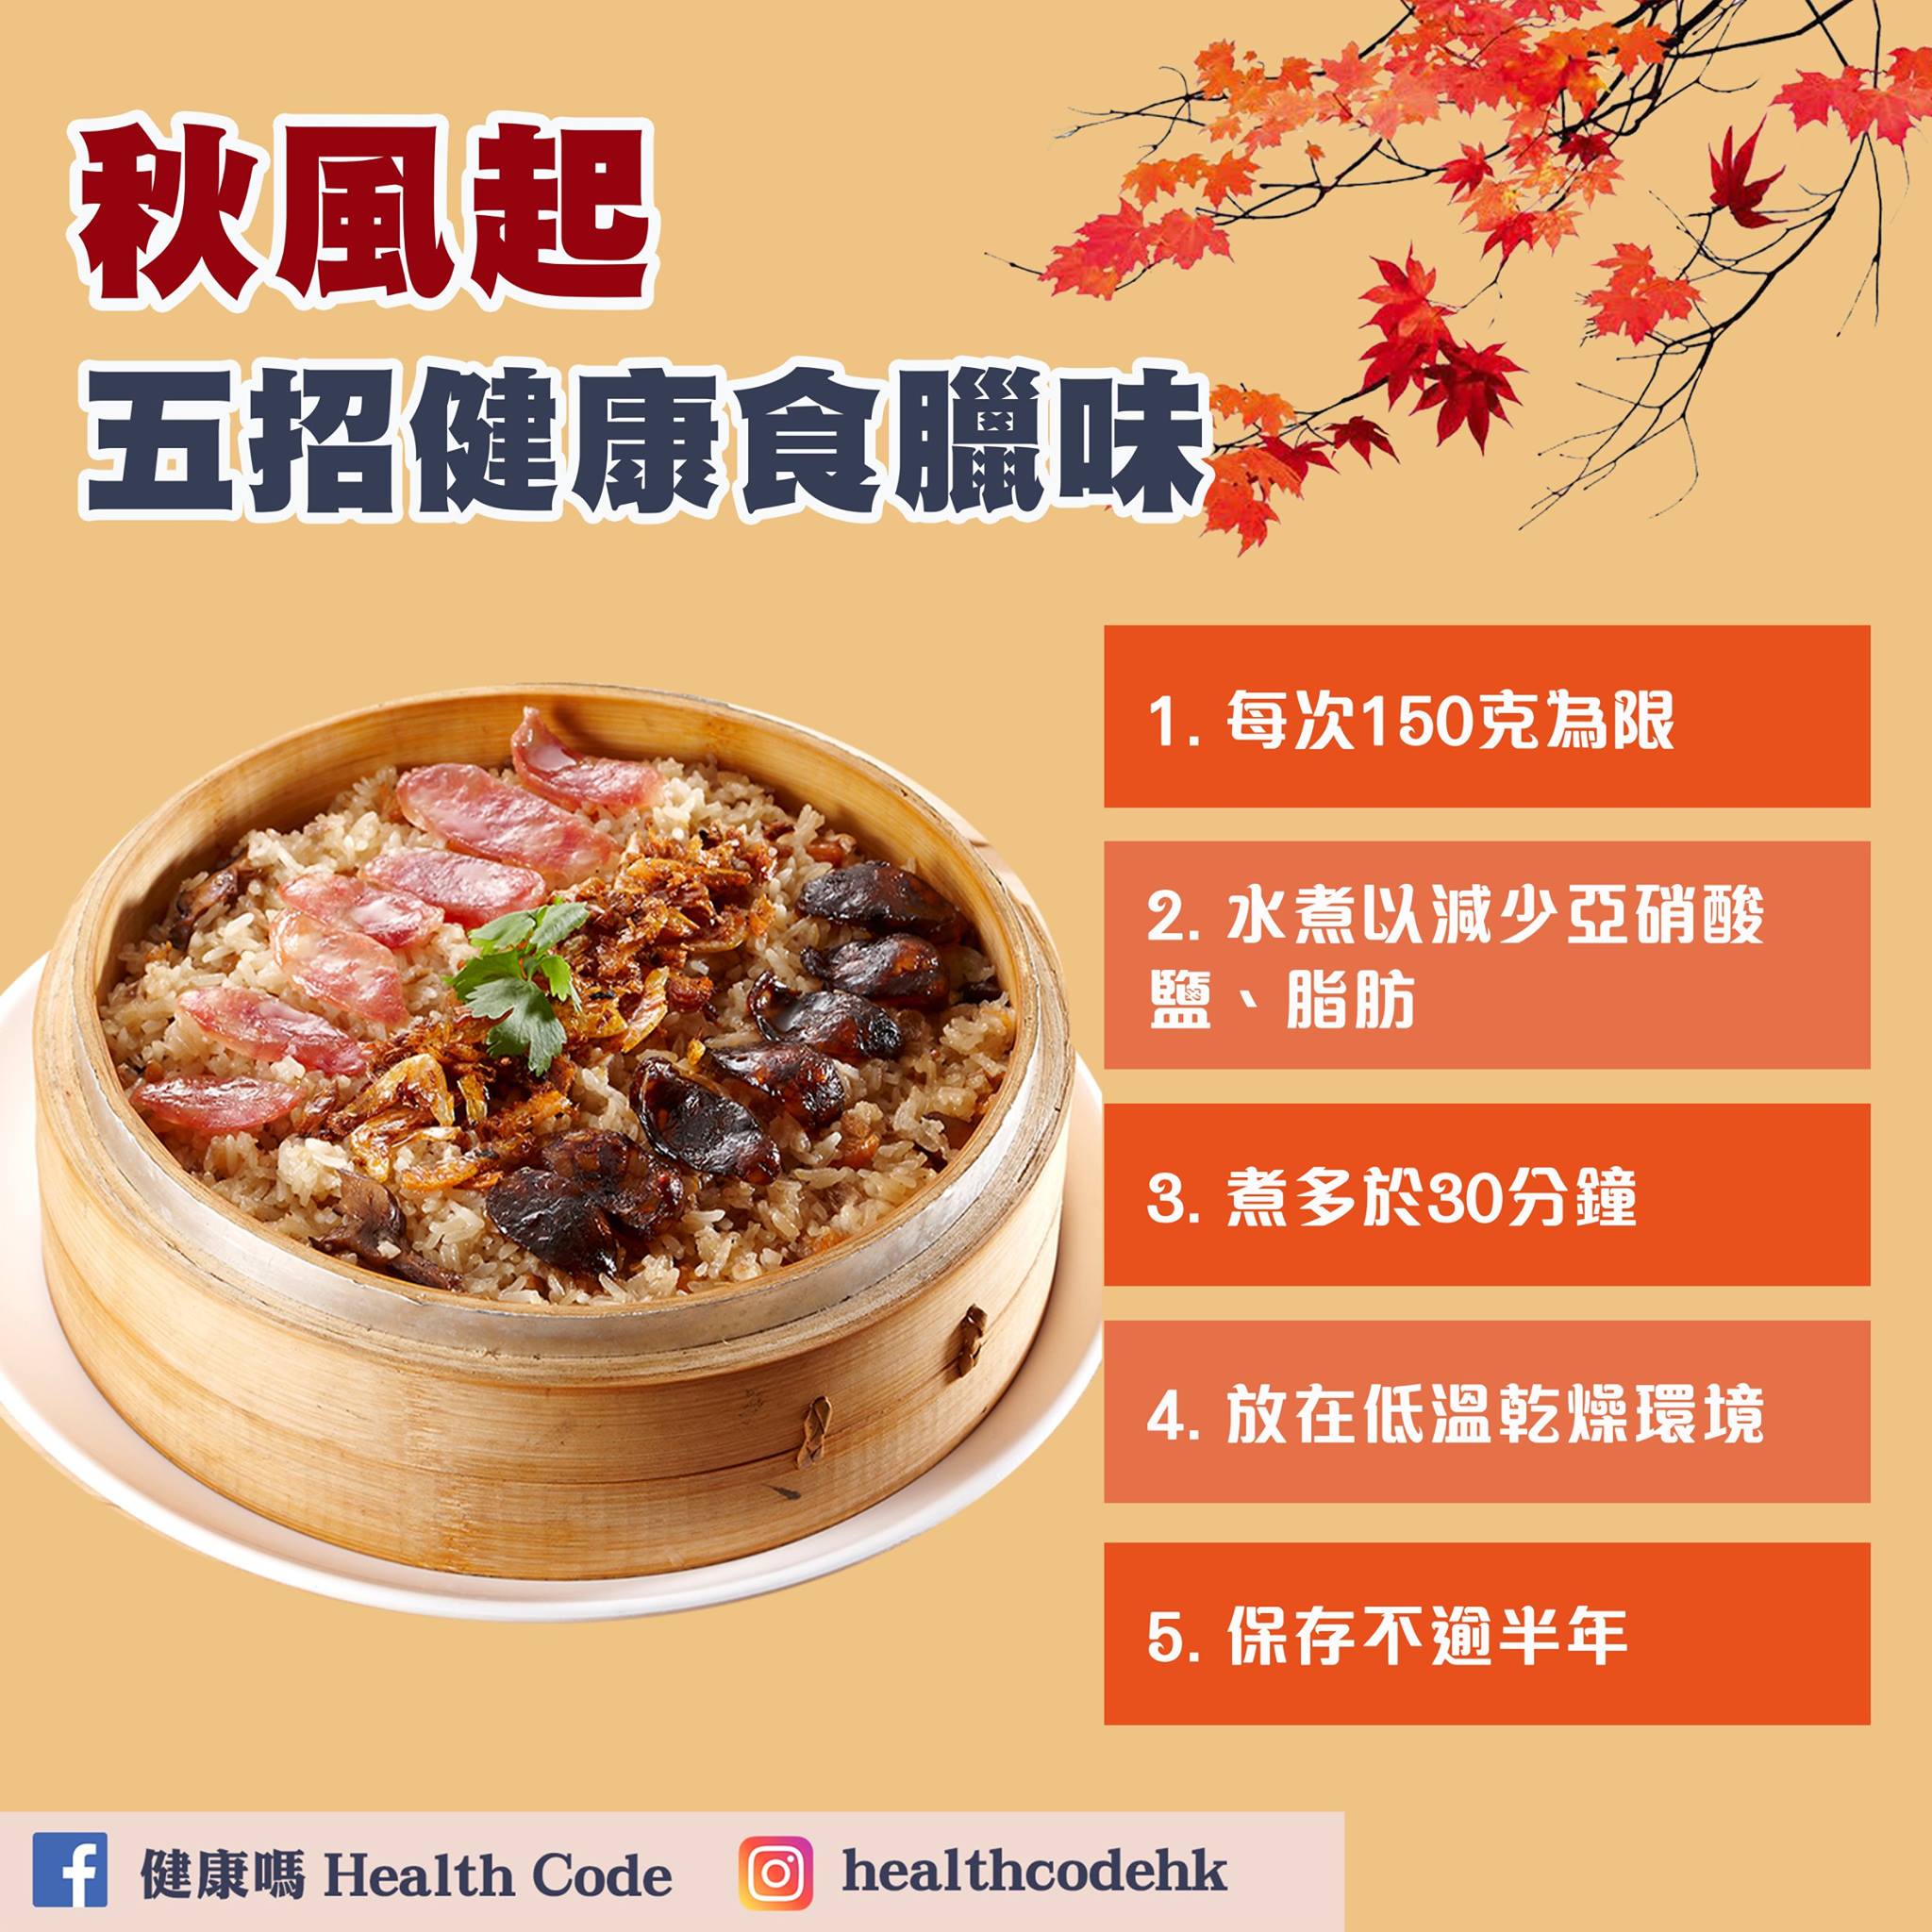 秋風起
五招健康食臘味
1. 每次150克為限
2. 水煮以減少亞硝酸
鹽、脂肪
3. 煮多於30分鐘
4. 放在低溫乾燥環境
5. 保存不逾半年
健康嗎 Health Code
healthcodehk